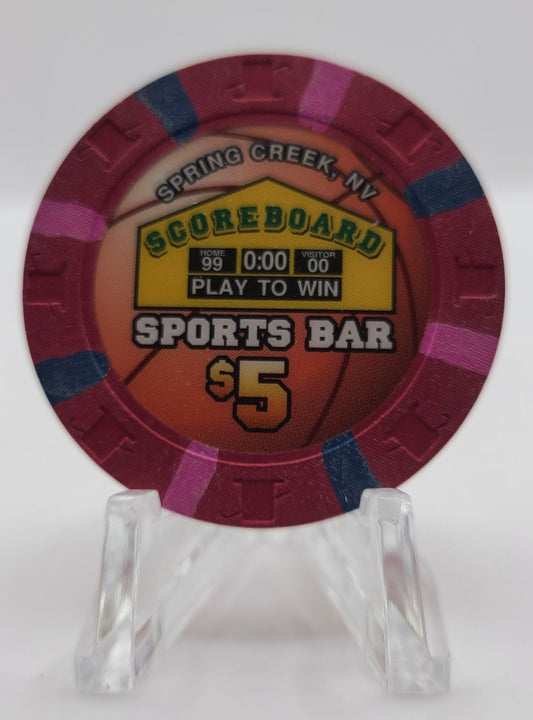 SPRING CREEK, NV
SCOREBOARD
HOME 0:00 VISITOR
99 00
PLAY TO WIN
SPORTS BAR
$5